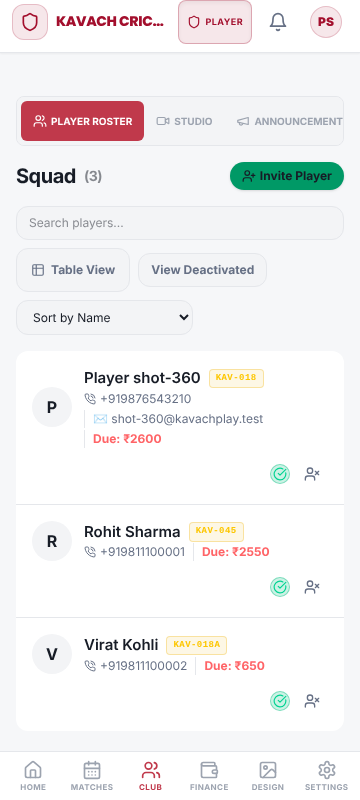 KAVACH CRIC...
PLAYER
PS
PLAYER ROSTER
STUDIO
ANNOUNCEMENT
Squad (3)
Invite Player
Search players...
Table View
View Deactivated
Sort by Name
P
Player shot-360 KAV-018
+919876543210
✉️ shot-360@kavachplay.test
Due: ₹2600
R
Rohit Sharma KAV-045
+919811100001 Due: ₹2550
V
Virat Kohli KAV-018A
+919811100002 Due: ₹650
HOME
MATCHES
CLUB
FINANCE
DESIGN
SETTINGS